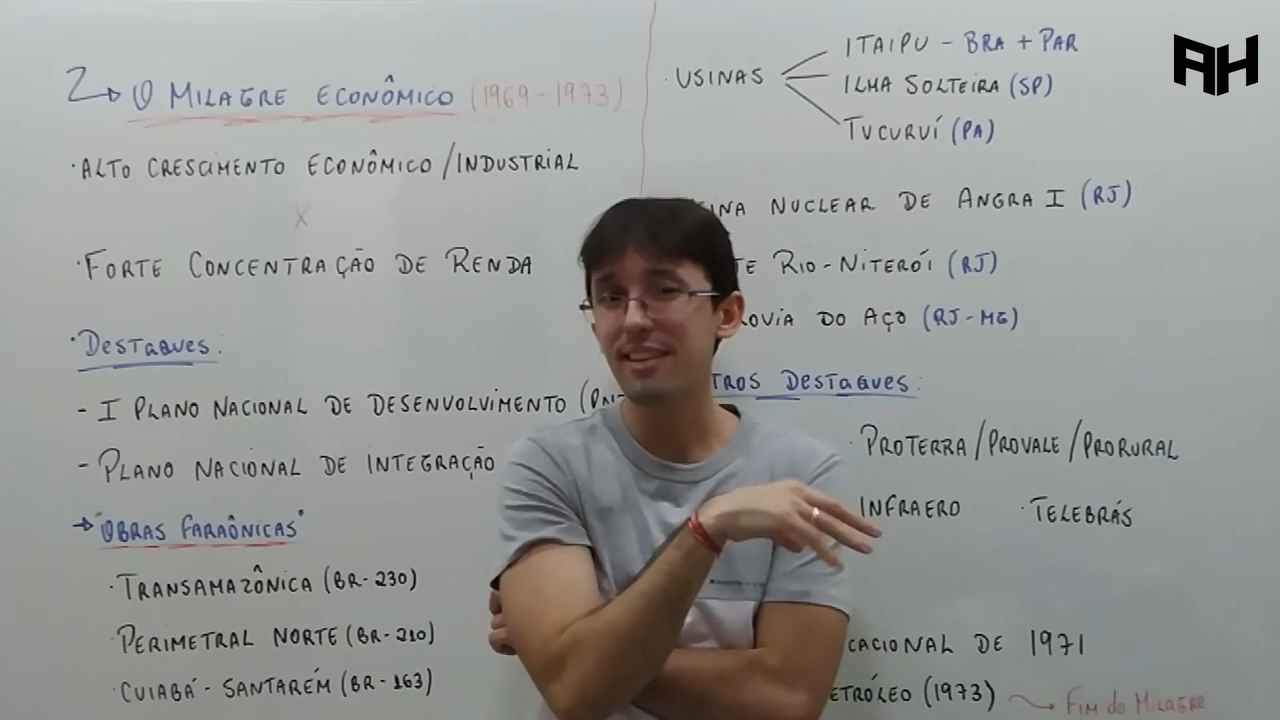 2 → O MILAGRE ECONÔMICO (1969-1973)
· ALTO CRESCIMENTO ECONÔMICO/INDUSTRIAL
X
· FORTE CONCENTRAÇÃO DE RENDA
· DESTAQUES:
- I PLANO NACIONAL DE DESENVOLVIMENTO
- PLANO NACIONAL DE INTEGRAÇÃO
→ "OBRAS FARAÔNICAS"
· TRANSAMAZÔNICA (BR-230)
· PERIMETRAL NORTE (BR-210)
· CUIABÁ - SANTARÉM (BR-163)
· USINAS
ITAIPU - BRA + PAR
ILHA SOLTEIRA (SP)
TUCURUÍ (PA)
NUCLEAR DE ANGRA I (RJ)
RIO-NITERÓI (RJ)
DO AÇO (RJ-MG)
DESTAQUES:
· PROTERRA/PROVALE/PRORURAL
INFRAERO · TELEBRÁS
DE 1971
(1973) → FIM DO MILAGRE
AH